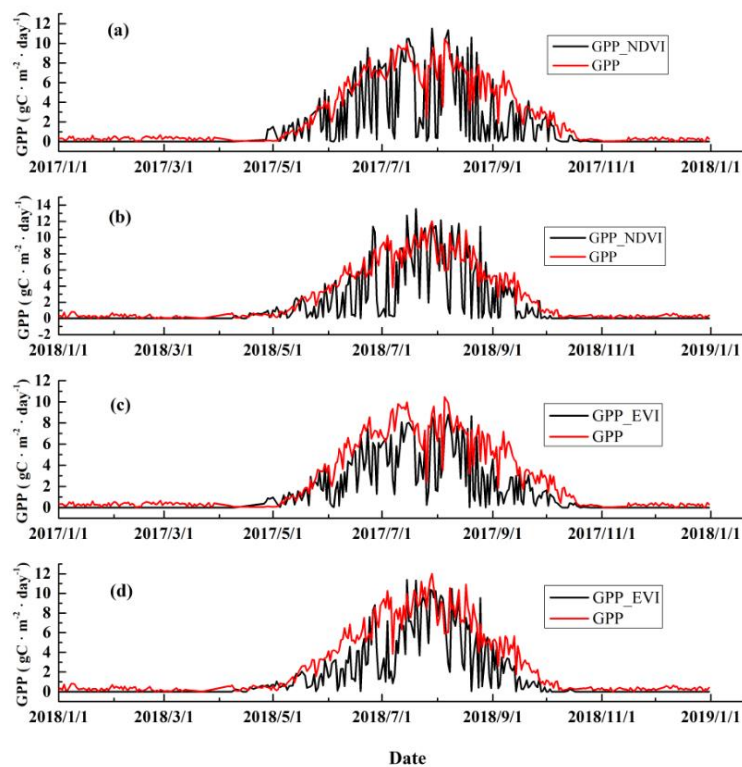 (a)
GPP_NDVI
GPP
GPP ( gC · m⁻² · day⁻¹)
12
10
8
6
4
2
0
2017/1/1 2017/3/1 2017/5/1 2017/7/1 2017/9/1 2017/11/1 2018/1/1
(b)
GPP_NDVI
GPP
GPP ( gC · m⁻² · day⁻¹)
14
12
10
8
6
4
2
0
-2
2018/1/1 2018/3/1 2018/5/1 2018/7/1 2018/9/1 2018/11/1 2019/1/1
(c)
GPP_EVI
GPP
GPP ( gC · m⁻² · day⁻¹)
12
10
8
6
4
2
0
2017/1/1 2017/3/1 2017/5/1 2017/7/1 2017/9/1 2017/11/1 2018/1/1
(d)
GPP_EVI
GPP
GPP ( gC · m⁻² · day⁻¹)
12
10
8
6
4
2
0
2018/1/1 2018/3/1 2018/5/1 2018/7/1 2018/9/1 2018/11/1 2019/1/1
Date